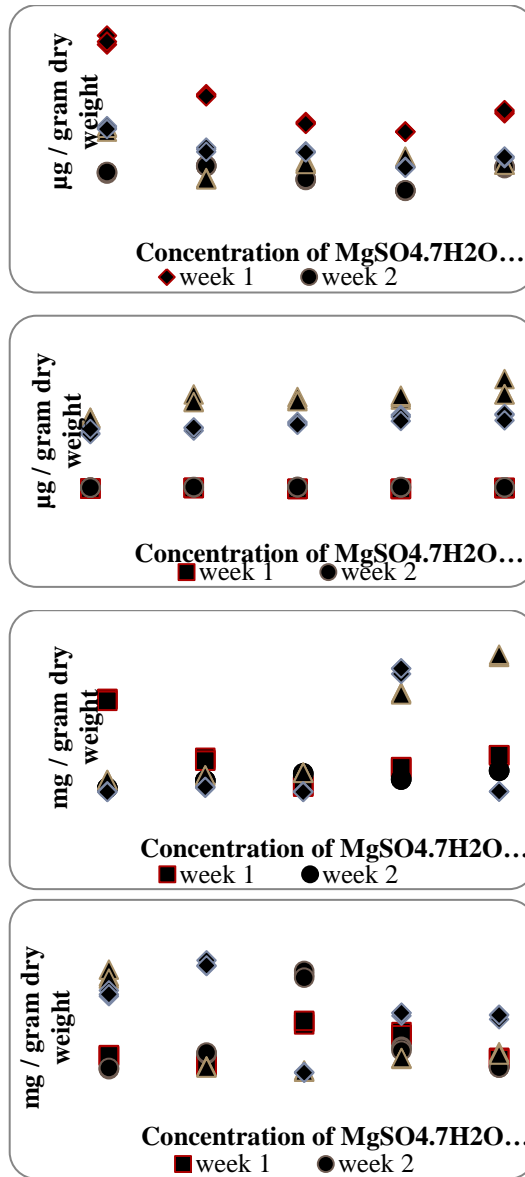 µg / gram dry
weight
Concentration of MgSO4.7H2O…
week 1 week 2
µg / gram dry
weight
Concentration of MgSO4.7H2O…
week 1 week 2
mg / gram dry
weight
Concentration of MgSO4.7H2O…
week 1 week 2
mg / gram dry
weight
Concentration of MgSO4.7H2O…
week 1 week 2